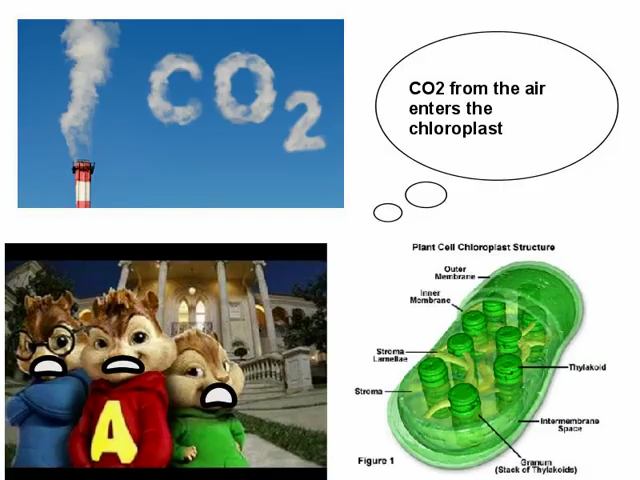 CO2
CO2 from the air
enters the
chloroplast
Plant Cell Chloroplast Structure
Outer
Membrane
Inner
Membrane
Stroma
Lamellae
Thylakoid
Stroma
Intermembrane
Space
Granum
(Stack of Thylakoids)
Figure 1
A